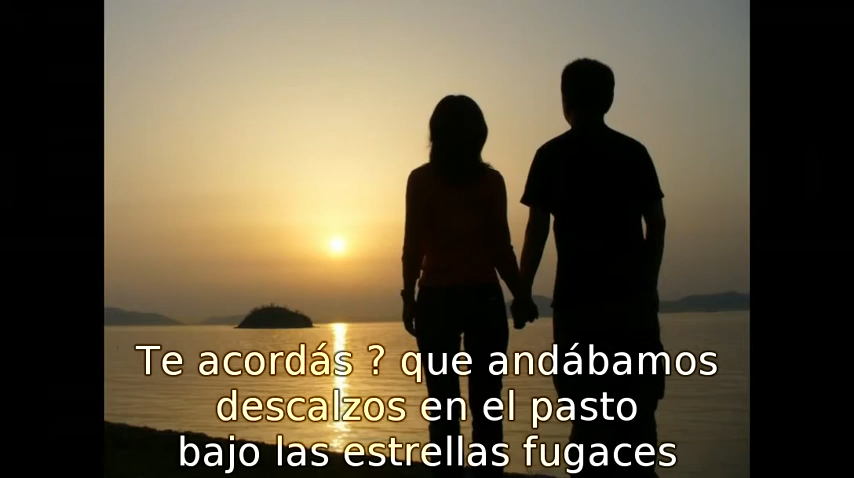 Te acordás ? que andábamos
descalzos en el pasto
bajo las estrellas fugaces